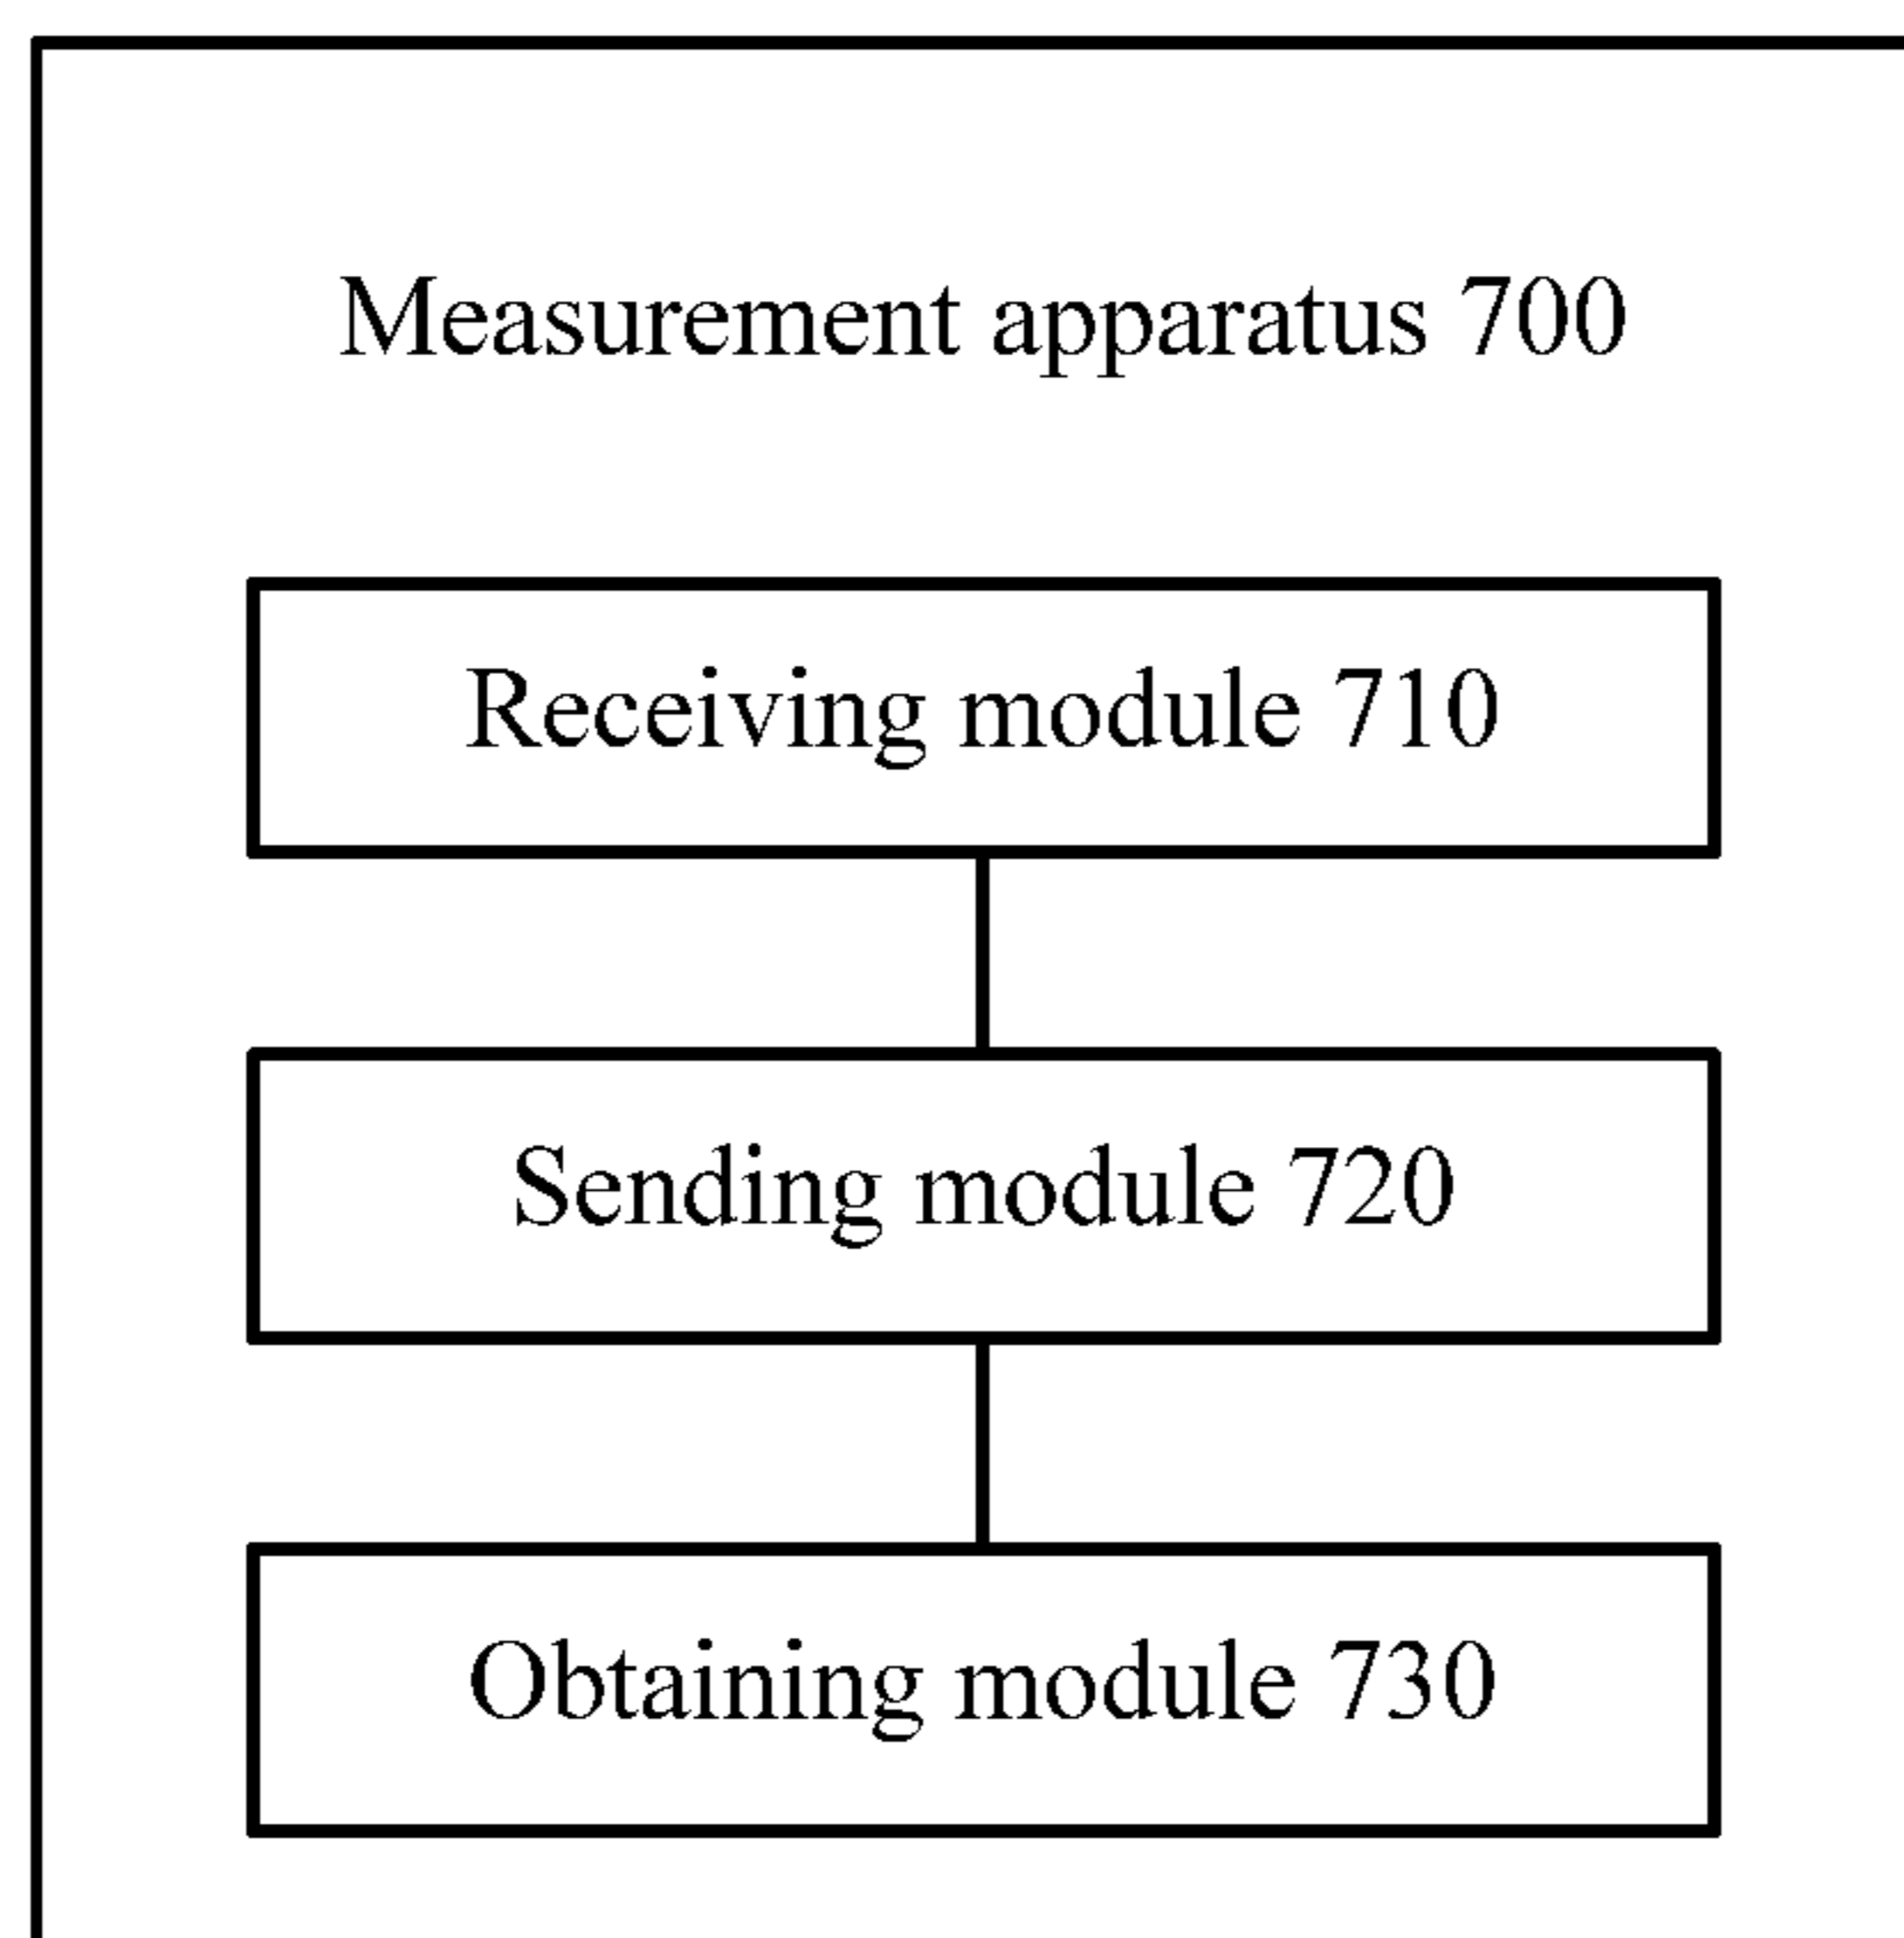 Measurement apparatus 700
Receiving module 710
Sending module 720
Obtaining module 730